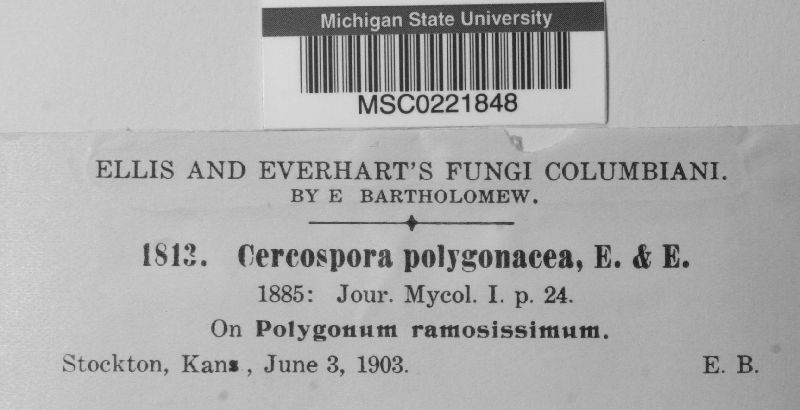 Michigan State University
MSC0221848
ELLIS AND EVERHART'S FUNGI COLUMBIANI.
BY E BARTHOLOMEW.
1813. Cercospora polygonacea, E. & E.
1885: Jour. Mycol. I. p. 24.
On Polygonum ramosissimum.
Stockton, Kans, June 3, 1903. E. B.